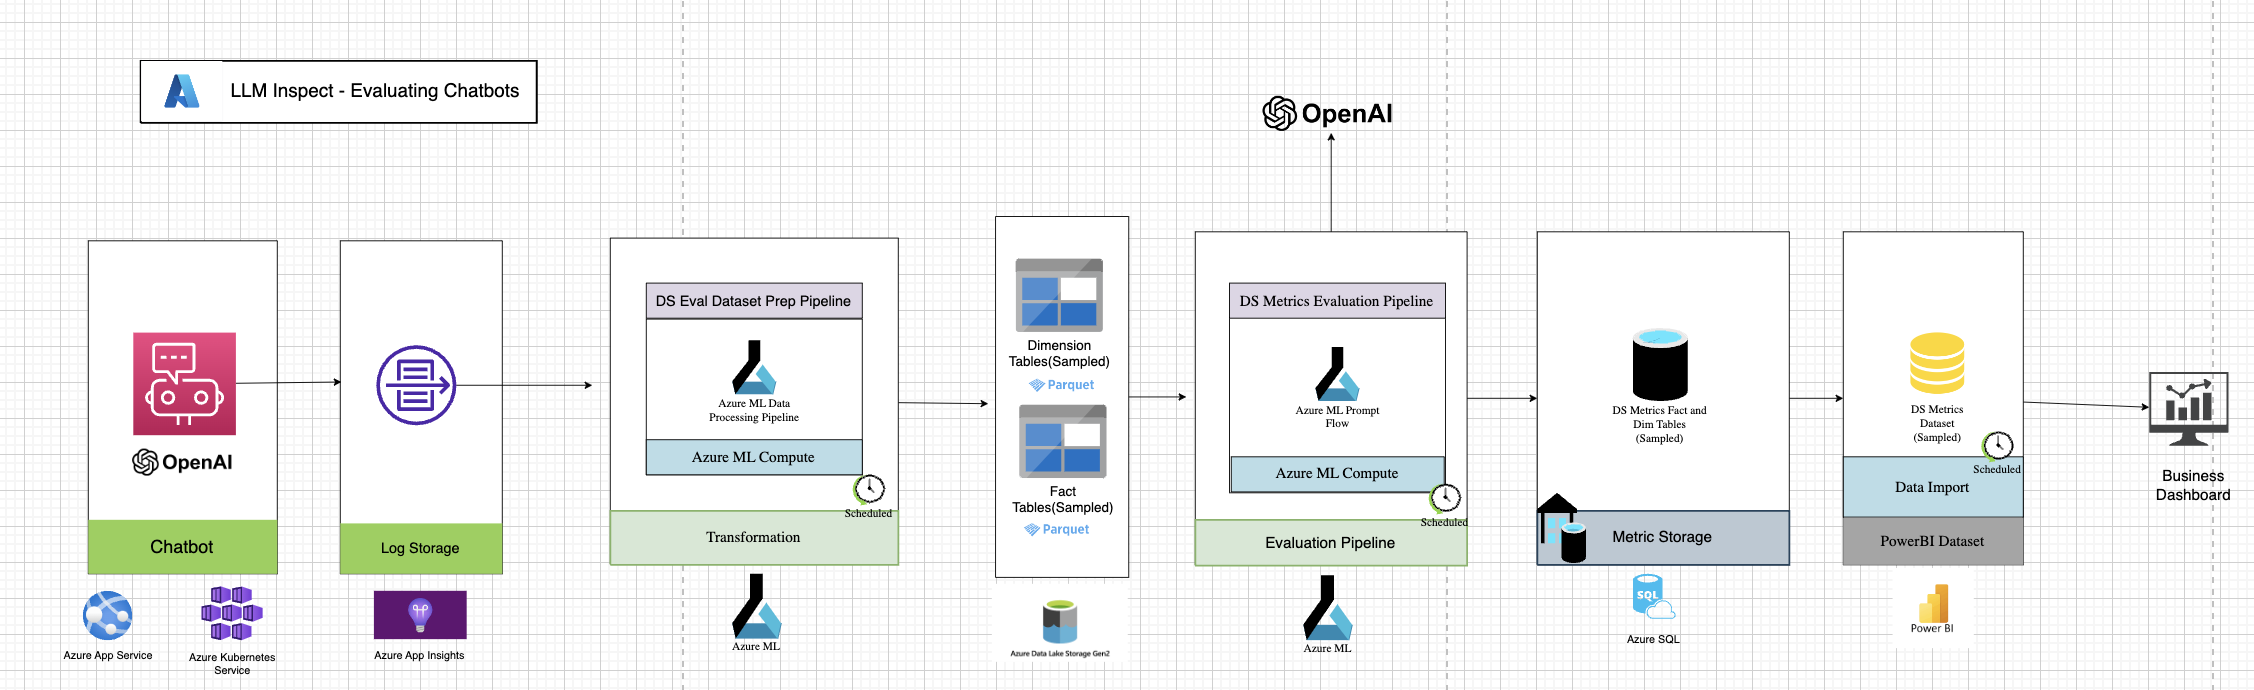 LLM Inspect - Evaluating Chatbots
OpenAI
Chatbot
Azure App Service
Azure Kubernetes
Service
Log Storage
Azure App Insights
DS Eval Dataset Prep Pipeline
Azure ML Data
Processing Pipeline
Azure ML Compute
Scheduled
Transformation
Azure ML
Dimension
Tables(Sampled)
Parquet
Fact
Tables(Sampled)
Parquet
Azure Data Lake Storage Gen2
OpenAI
DS Metrics Evaluation Pipeline
Azure ML Prompt
Flow
Azure ML Compute
Scheduled
Evaluation Pipeline
Azure ML
DS Metrics Fact and
Dim Tables
(Sampled)
Metric Storage
SQL
Azure SQL
DS Metrics
Dataset
(Sampled)
Scheduled
Data Import
PowerBI Dataset
Power BI
Business
Dashboard